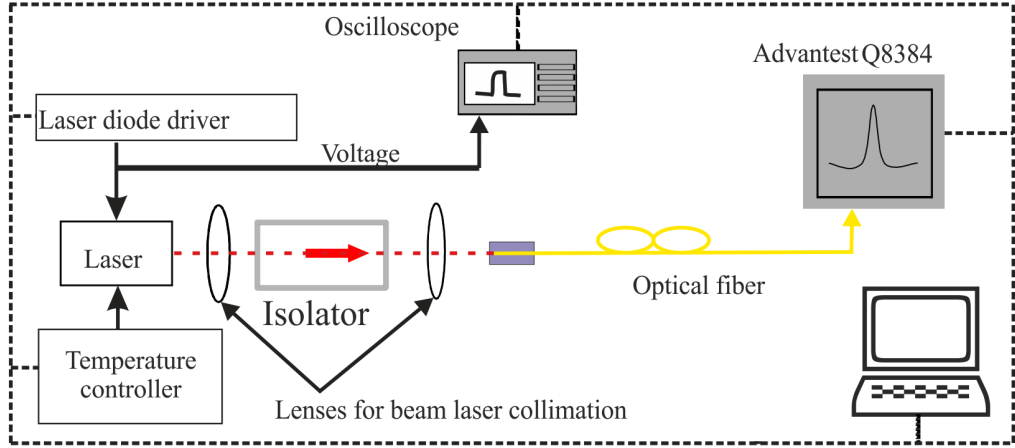 Oscilloscope
Advantest Q8384
Laser diode driver
Voltage
Laser
Isolator
Optical fiber
Temperature
controller
Lenses for beam laser collimation